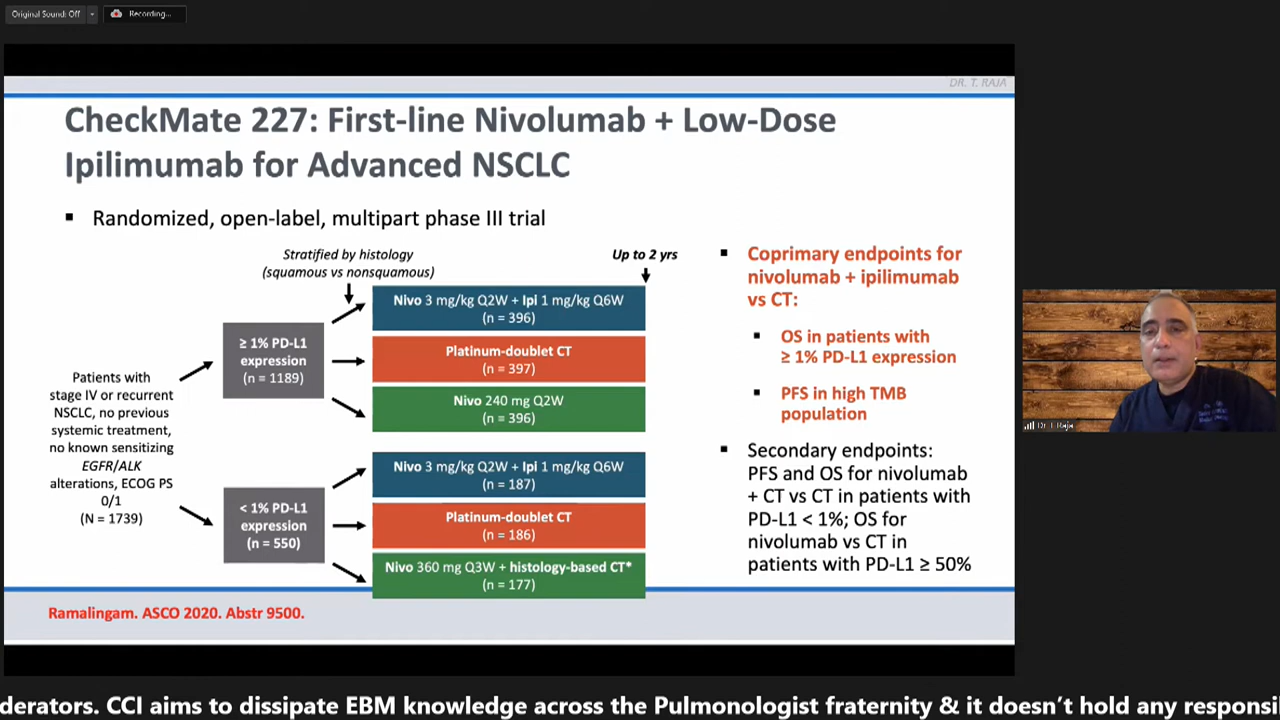 Original Sound: Off
Recording...
DR. T. RAJA
CheckMate 227: First-line Nivolumab + Low-Dose
Ipilimumab for Advanced NSCLC
▪ Randomized, open-label, multipart phase III trial
Stratified by histology
(squamous vs nonsquamous)
Up to 2 yrs
Patients with
stage IV or recurrent
NSCLC, no previous
systemic treatment,
no known sensitizing
EGFR/ALK
alterations, ECOG PS
0/1
(N = 1739)
≥ 1% PD-L1
expression
(n = 1189)
Nivo 3 mg/kg Q2W + Ipi 1 mg/kg Q6W
(n = 396)
Platinum-doublet CT
(n = 397)
Nivo 240 mg Q2W
(n = 396)
< 1% PD-L1
expression
(n = 550)
Nivo 3 mg/kg Q2W + Ipi 1 mg/kg Q6W
(n = 187)
Platinum-doublet CT
(n = 186)
Nivo 360 mg Q3W + histology-based CT*
(n = 177)
▪ Coprimary endpoints for
nivolumab + ipilimumab
vs CT:
▪ OS in patients with
≥ 1% PD-L1 expression
▪ PFS in high TMB
population
▪ Secondary endpoints:
PFS and OS for nivolumab
+ CT vs CT in patients with
PD-L1 < 1%; OS for
nivolumab vs CT in
patients with PD-L1 ≥ 50%
Ramalingam. ASCO 2020. Abstr 9500.
Dr. T. Raja
derators. CCI aims to dissipate EBM knowledge across the Pulmonologist fraternity & it doesn't hold any responsi